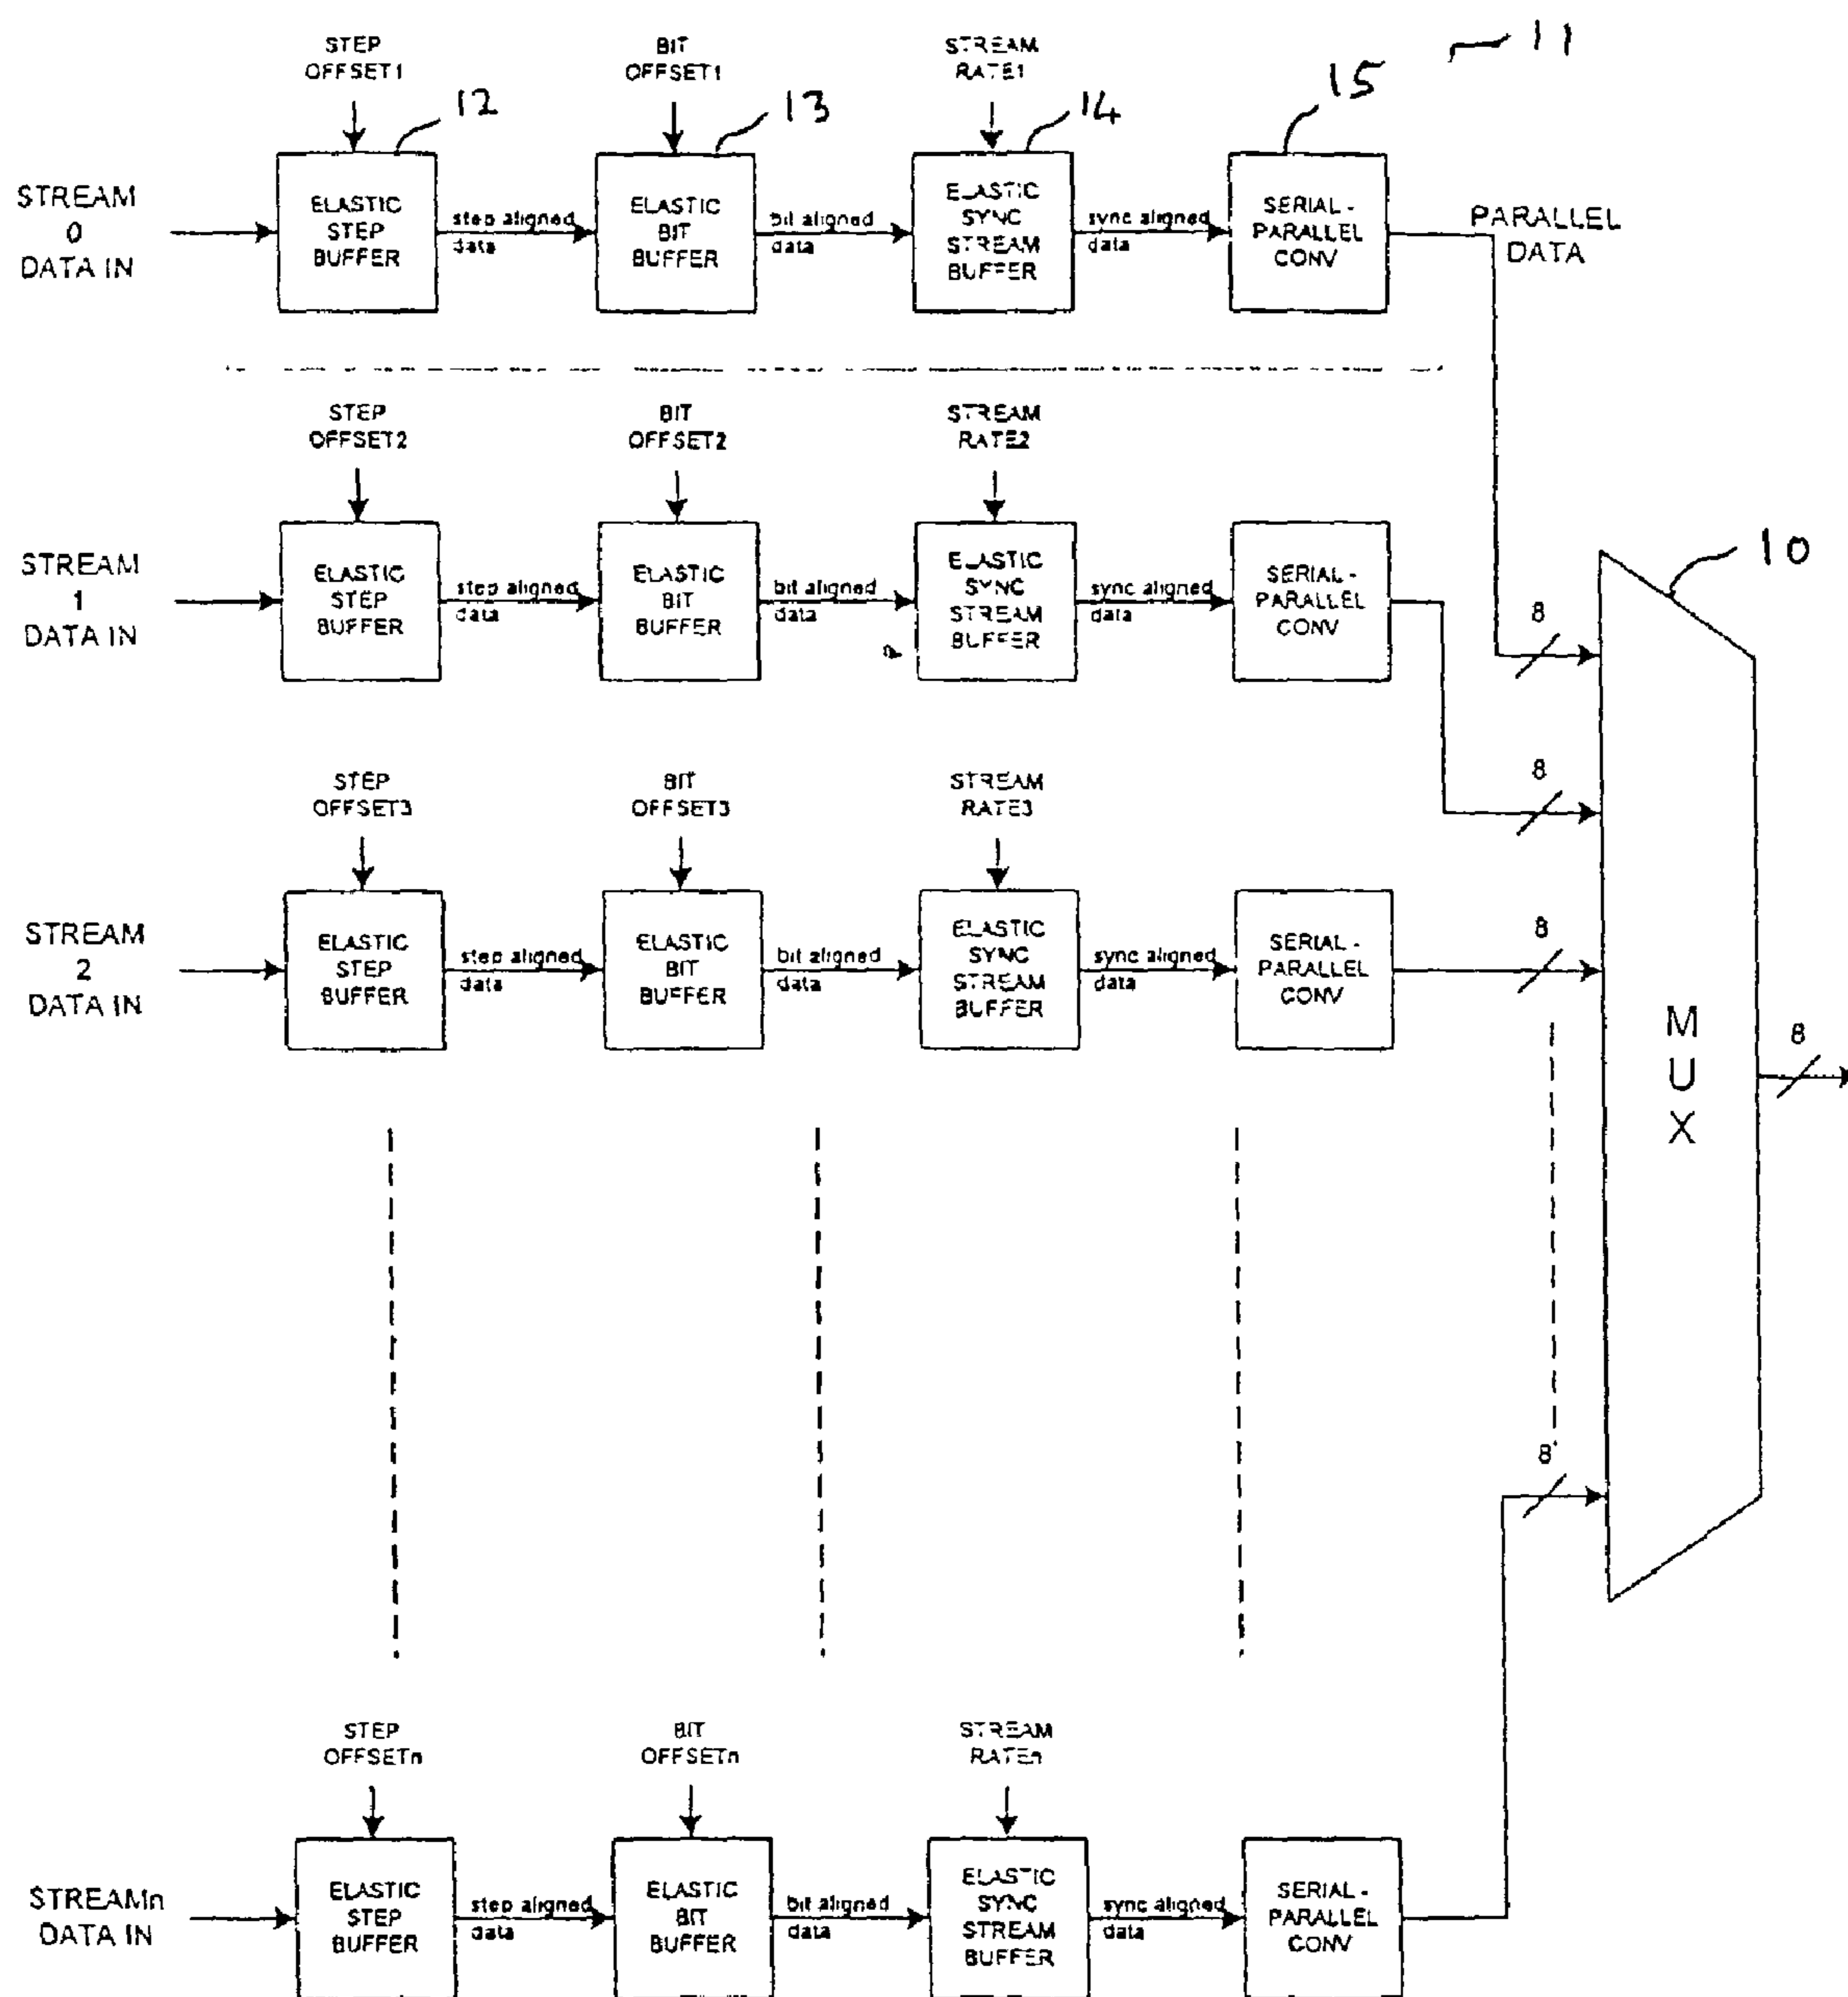 11
STEP
OFFSET1
BIT
OFFSET1
STREAM
RATE1
12
13
14
15
STREAM
0
DATA IN
ELASTIC
STEP
BUFFER
step aligned
data
ELASTIC
BIT
BUFFER
bit aligned
data
ELASTIC
SYNC
STREAM
BUFFER
sync aligned
data
SERIAL -
PARALLEL
CONV
PARALLEL
DATA
STEP
OFFSET2
BIT
OFFSET2
STREAM
RATE2
STREAM
1
DATA IN
ELASTIC
STEP
BUFFER
step aligned
data
ELASTIC
BIT
BUFFER
bit aligned
data
ELASTIC
SYNC
STREAM
BUFFER
sync aligned
data
SERIAL -
PARALLEL
CONV
10
8
STEP
OFFSET3
BIT
OFFSET3
STREAM
RATE3
8
STREAM
2
DATA IN
ELASTIC
STEP
BUFFER
step aligned
data
ELASTIC
BIT
BUFFER
bit aligned
data
ELASTIC
SYNC
STREAM
BUFFER
sync aligned
data
SERIAL -
PARALLEL
CONV
8
M
U
X
8
8
STEP
OFFSETn
BIT
OFFSETn
STREAM
RATEn
STREAMn
DATA IN
ELASTIC
STEP
BUFFER
step aligned
data
ELASTIC
BIT
BUFFER
bit aligned
data
ELASTIC
SYNC
STREAM
BUFFER
sync aligned
data
SERIAL -
PARALLEL
CONV